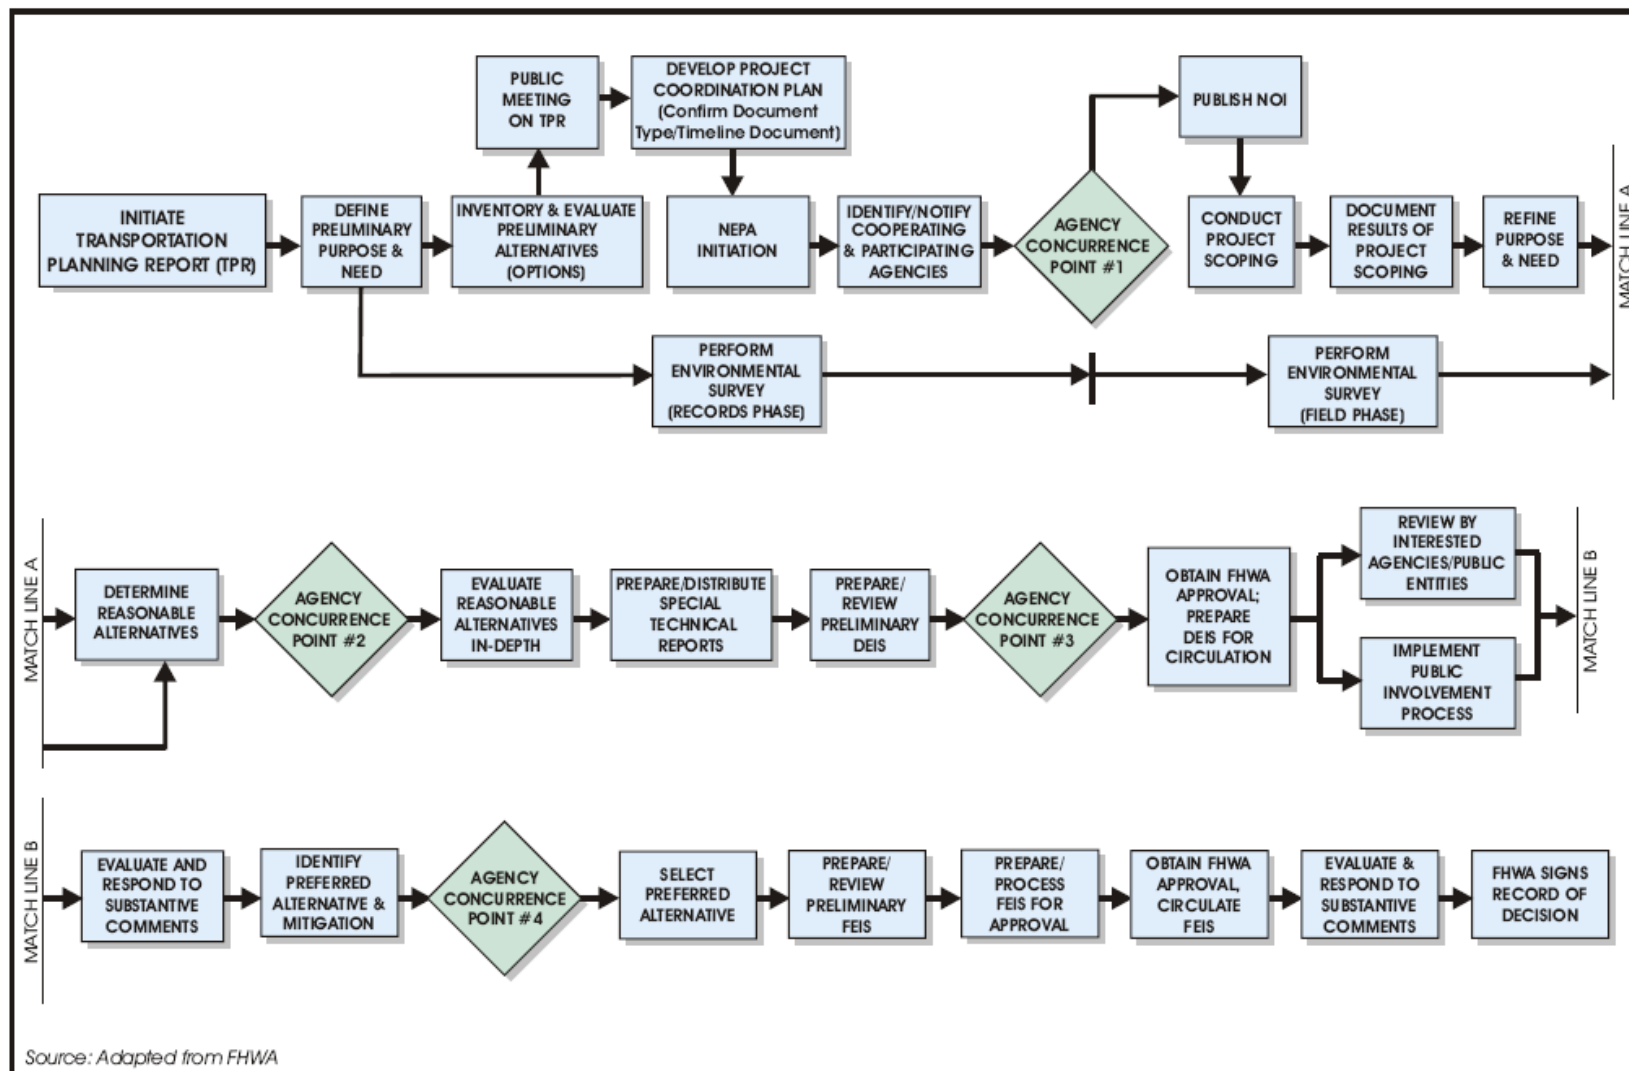 PUBLIC
MEETING
ON TPR
DEVELOP PROJECT
COORDINATION PLAN
(Confirm Document
Type/Timeline Document)
PUBLISH NOI
INITIATE
TRANSPORTATION
PLANNING REPORT (TPR)
DEFINE
PRELIMINARY
PURPOSE &
NEED
INVENTORY & EVALUATE
PRELIMINARY
ALTERNATIVES
(OPTIONS)
NEPA
INITIATION
IDENTIFY/NOTIFY
COOPERATING
& PARTICIPATING
AGENCIES
AGENCY
CONCURRENCE
POINT #1
CONDUCT
PROJECT
SCOPING
DOCUMENT
RESULTS OF
PROJECT
SCOPING
REFINE
PURPOSE
& NEED
MATCH LINE A
PERFORM
ENVIRONMENTAL
SURVEY
(RECORDS PHASE)
PERFORM
ENVIRONMENTAL
SURVEY
(FIELD PHASE)
MATCH LINE A
DETERMINE
REASONABLE
ALTERNATIVES
AGENCY
CONCURRENCE
POINT #2
EVALUATE
REASONABLE
ALTERNATIVES
IN-DEPTH
PREPARE/DISTRIBUTE
SPECIAL
TECHNICAL
REPORTS
PREPARE/
REVIEW
PRELIMINARY
DEIS
AGENCY
CONCURRENCE
POINT #3
OBTAIN FHWA
APPROVAL;
PREPARE
DEIS FOR
CIRCULATION
REVIEW BY
INTERESTED
AGENCIES/PUBLIC
ENTITIES
IMPLEMENT
PUBLIC
INVOLVEMENT
PROCESS
MATCH LINE B
MATCH LINE B
EVALUATE AND
RESPOND TO
SUBSTANTIVE
COMMENTS
IDENTIFY
PREFERRED
ALTERNATIVE &
MITIGATION
AGENCY
CONCURRENCE
POINT #4
SELECT
PREFERRED
ALTERNATIVE
PREPARE/
REVIEW
PRELIMINARY
FEIS
PREPARE/
PROCESS
FEIS FOR
APPROVAL
OBTAIN FHWA
APPROVAL,
CIRCULATE
FEIS
EVALUATE &
RESPOND TO
SUBSTANTIVE
COMMENTS
FHWA SIGNS
RECORD OF
DECISION
Source: Adapted from FHWA